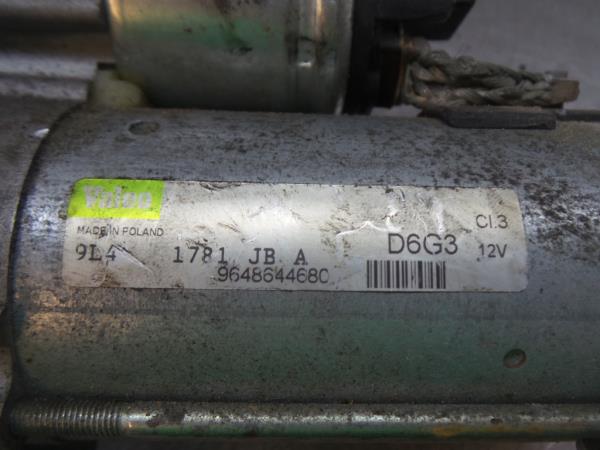 Valeo
MADE IN POLAND
9L4 1781 JB A
9648644680
D6G3
Cl.3
12V